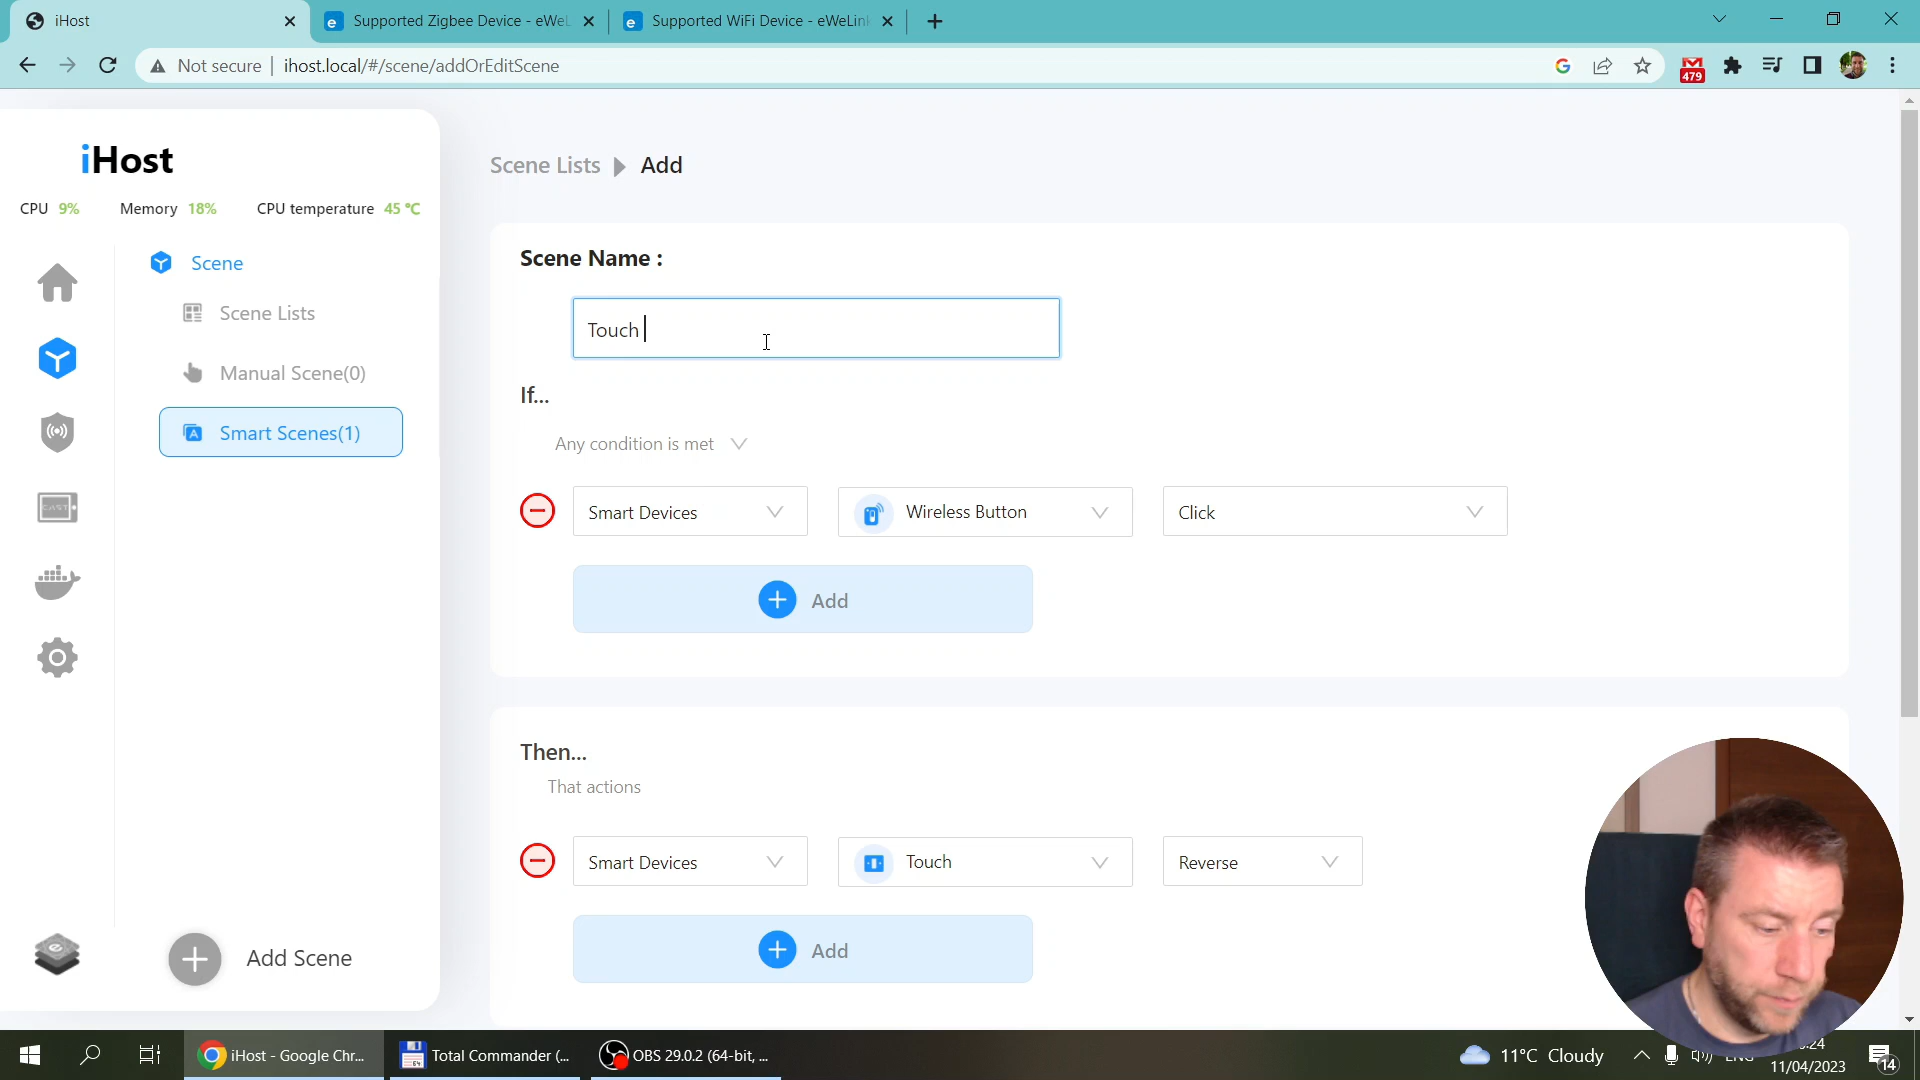 iHost
Supported Zigbee Device - eWeL
Supported WiFi Device - eWeLink
Not secure
ihost.local/#/scene/addOrEditScene
479
iHost
CPU 9%
Memory 18%
CPU temperature 45 °C
Scene
Scene Lists
Manual Scene(0)
Smart Scenes(1)
CAST
Add Scene
Scene Lists
Add
Scene Name :
Touch
If...
Any condition is met
Smart Devices
Wireless Button
Click
Add
Then...
That actions
Smart Devices
Touch
Reverse
Add
iHost - Google Chr...
Total Commander (...
OBS 29.0.2 (64-bit, ...
11°C Cloudy
ENG
11/04/2023
14